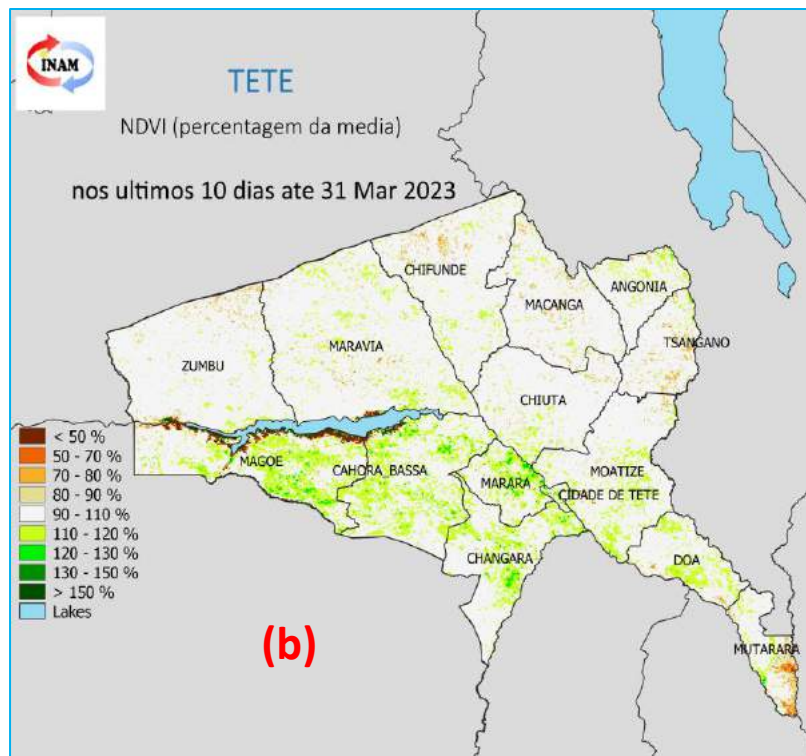 INAM
TETE
NDVI (percentagem da media)
nos ultimos 10 dias ate 31 Mar 2023
CHIFUNDE
ANGONIA
MACANGA
TSANGANO
MARAVIA
ZUMBU
CHIUTA
< 50 %
50 - 70 %
70 - 80 %
80 - 90 %
90 - 110 %
110 - 120 %
120 - 130 %
130 - 150 %
> 150 %
Lakes
MAGOE
CAHORA_BASSA
MARARA
MOATIZE
CIDADE DE TETE
CHANGARA
DOA
MUTARARA
(b)